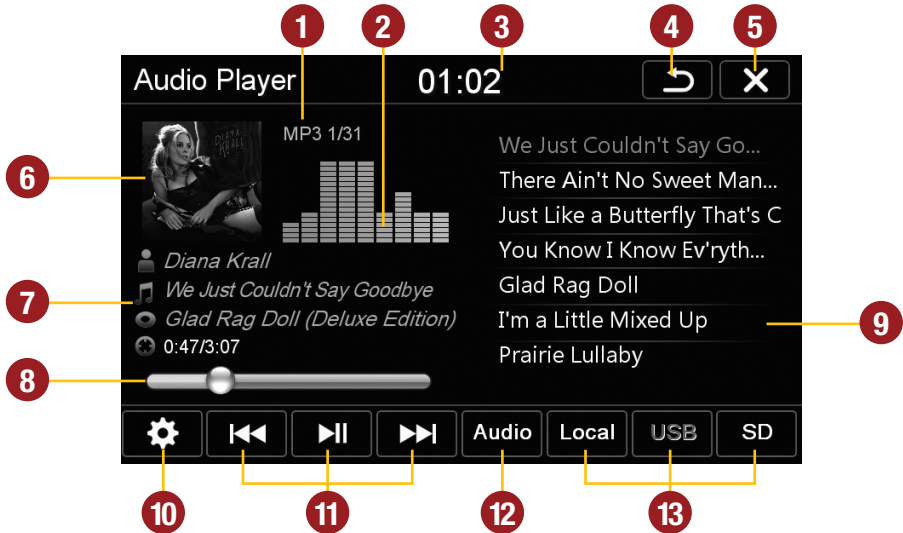 1 2 3 4 5
Audio Player 01:02
MP3 1/31
DIANA
KRALL
6
We Just Couldn't Say Go...
There Ain't No Sweet Man...
Just Like a Butterfly That's C
You Know I Know Ev'ryth...
Glad Rag Doll
I'm a Little Mixed Up
Prairie Lullaby
9
Diana Krall
7
We Just Couldn't Say Goodbye
Glad Rag Doll (Deluxe Edition)
0:47/3:07
8
Audio Local USB SD
10 11 12 13